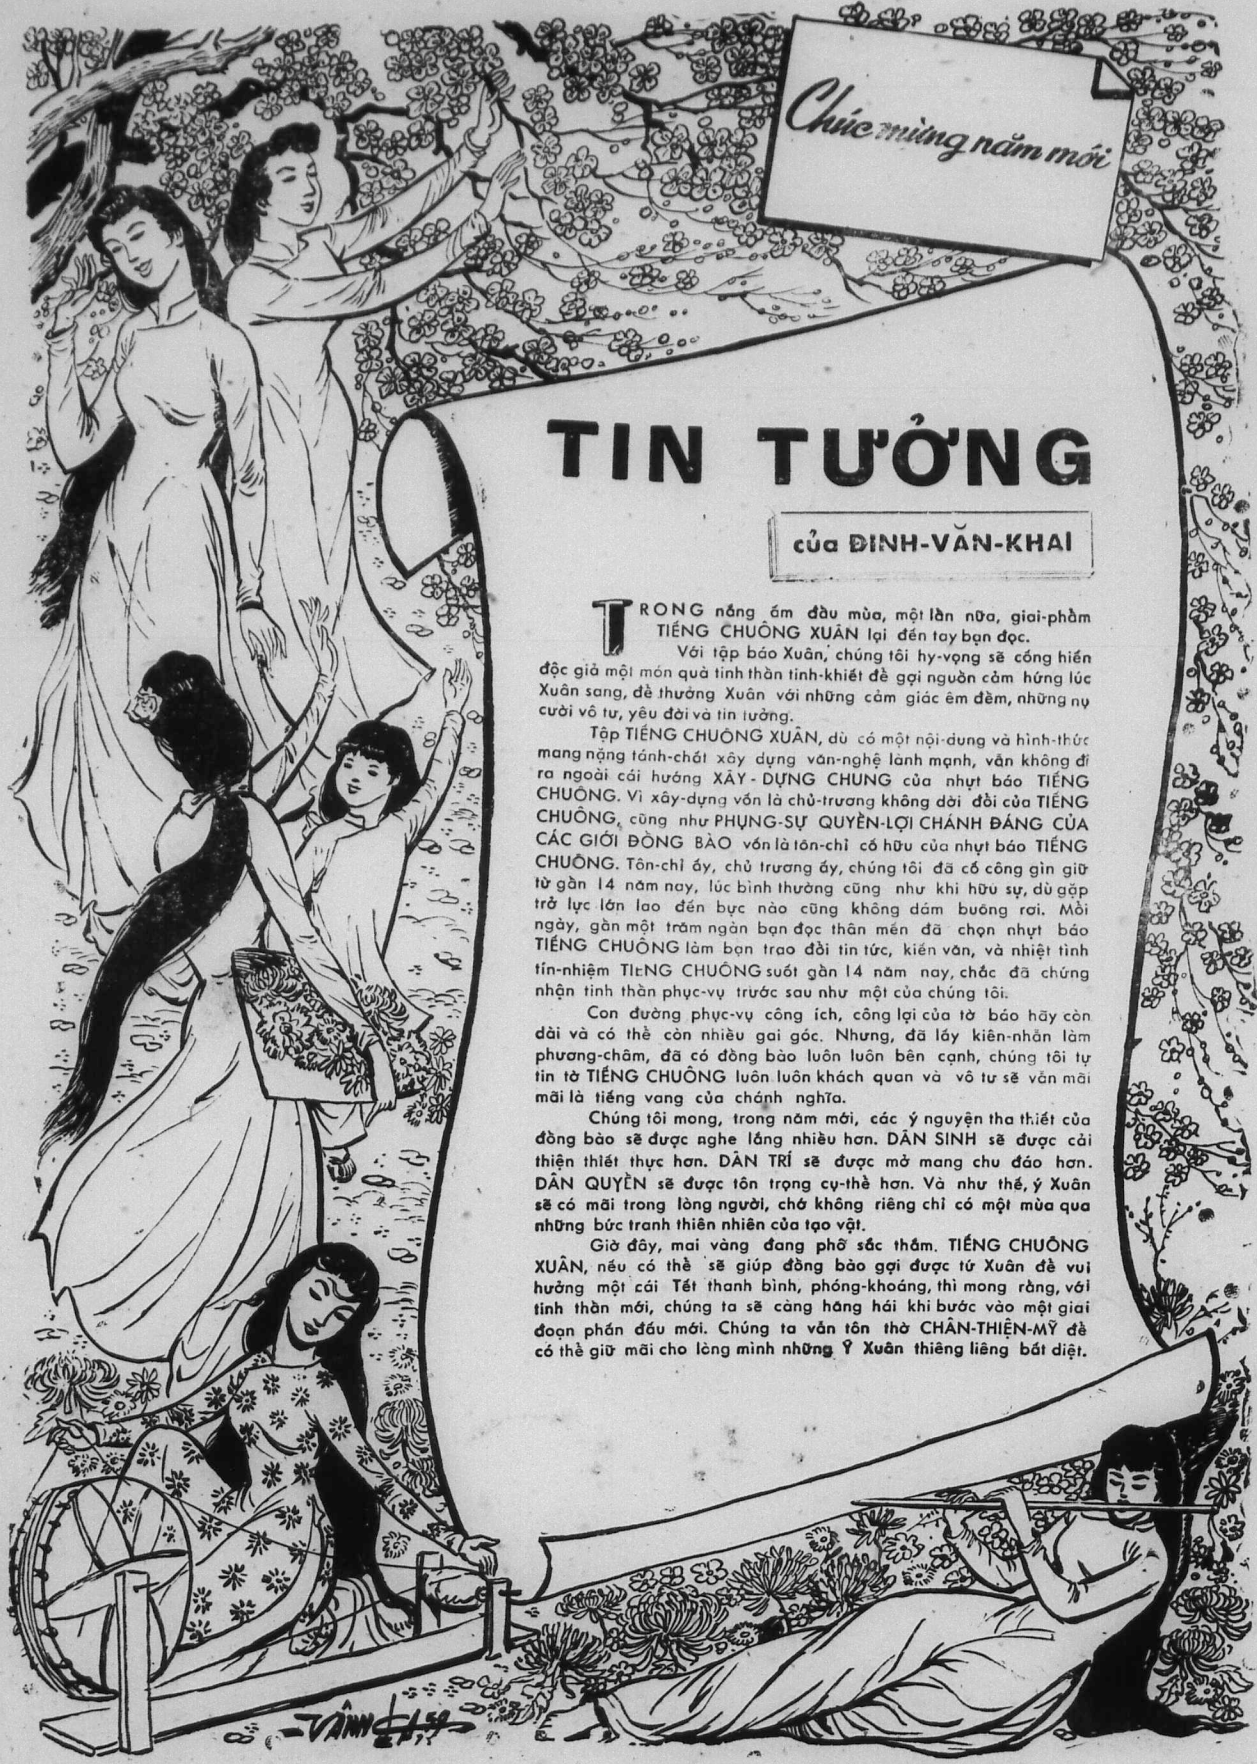 Chúc mừng năm mới
TIN TƯỞNG
của ĐINH-VĂN-KHAI
TRONG nắng ấm đầu mùa, một lần nữa, giai-phẩm
TIẾNG CHUÔNG XUÂN lại đến tay bạn đọc.
Với tập báo Xuân, chúng tôi hy-vọng sẽ cống hiến
độc giả một món quà tinh thần tinh-khiết để gợi nguồn cảm hứng lúc
Xuân sang, để thưởng Xuân với những cảm giác êm đềm, những nụ
cười vô tư, yêu đời và tin tưởng.
Tập TIẾNG CHUÔNG XUÂN, dù có một nội-dung và hình-thức
mang nặng tánh-chất xây dựng văn-nghệ lành mạnh, vẫn không đi
ra ngoài cái hướng XÂY-DỰNG CHUNG của nhựt báo TIẾNG
CHUÔNG. Vì xây-dựng vốn là chủ-trương không dời đổi của TIẾNG
CHUÔNG, cũng như PHỤNG-SỰ QUYỀN-LỢI CHÁNH ĐÁNG CỦA
CÁC GIỚI ĐỒNG BÀO vốn là tôn-chỉ cố hữu của nhựt báo TIẾNG
CHUÔNG. Tôn-chỉ ấy, chủ trương ấy, chúng tôi đã cố công gìn giữ
từ gần 14 năm nay, lúc bình thường cũng như khi hữu sự, dù gặp
trở lực lớn lao đến bực nào cũng không dám buông rơi. Mỗi
ngày, gần một trăm ngàn bạn đọc thân mến đã chọn nhựt báo
TIẾNG CHUÔNG làm bạn trao đổi tin tức, kiến văn, và nhiệt tình
tín-nhiệm TIẾNG CHUÔNG suốt gần 14 năm nay, chắc đã chứng
nhận tinh thần phục-vụ trước sau như một của chúng tôi.
Con đường phục-vụ công ích, công lợi của tờ báo hãy còn
dài và có thể còn nhiều gai góc. Nhưng, đã lấy kiên-nhẫn làm
phương-châm, đã có đồng bào luôn luôn bên cạnh, chúng tôi tự
tin tờ TIẾNG CHUÔNG luôn luôn khách quan và vô tư sẽ vẫn mãi
mãi là tiếng vang của chánh nghĩa.
Chúng tôi mong, trong năm mới, các ý nguyện tha thiết của
đồng bào sẽ được nghe lắng nhiều hơn. DÂN SINH sẽ được cải
thiện thiết thực hơn. DÂN TRÍ sẽ được mở mang chu đáo hơn.
DÂN QUYỀN sẽ được tôn trọng cụ-thể hơn. Và như thế, ý Xuân
sẽ có mãi trong lòng người, chớ không riêng chỉ có một mùa qua
những bức tranh thiên nhiên của tạo vật.
Giờ đây, mai vàng đang phô sắc thắm. TIẾNG CHUÔNG
XUÂN, nếu có thể sẽ giúp đồng bào gợi được tứ Xuân để vui
hưởng một cái Tết thanh bình, phóng-khoáng, thì mong rằng, với
tinh thần mới, chúng ta sẽ càng hăng hái khi bước vào một giai
đoạn phấn đấu mới. Chúng ta vẫn tôn thờ CHÂN-THIỆN-MỸ để
có thể giữ mãi cho lòng mình những Ý Xuân thiêng liêng bất diệt.